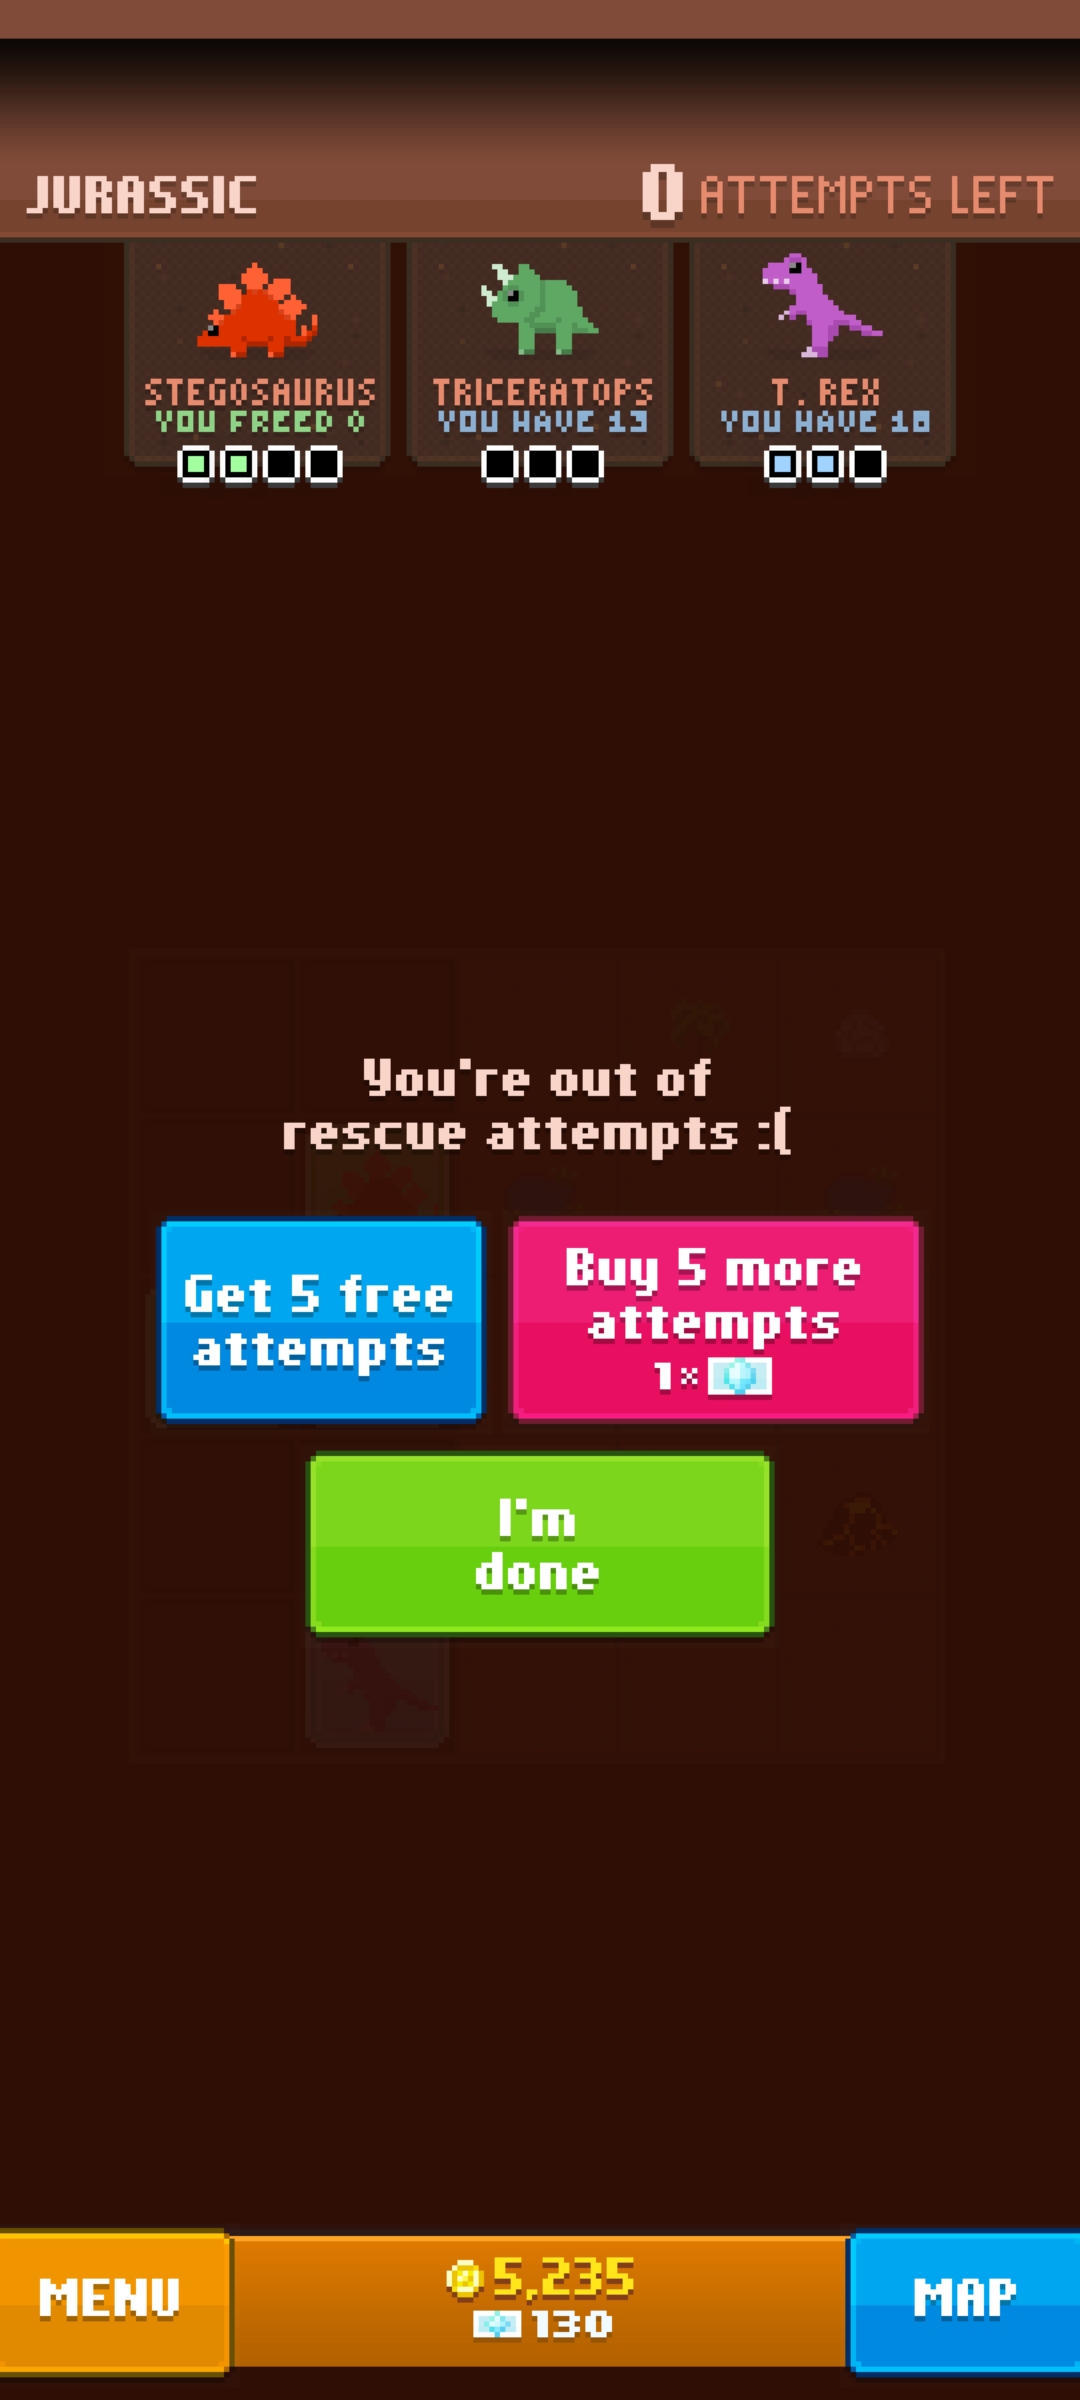 JURASSIC
0 ATTEMPTS LEFT
STEGOSAURUS
YOU FREED 0
TRICERATOPS
YOU HAVE 13
T. REX
YOU HAVE 18
You're out of
rescue attempts :(
Get 5 free
attempts
Buy 5 more
attempts
1×
I'm
done
MENU
5,235
130
MAP